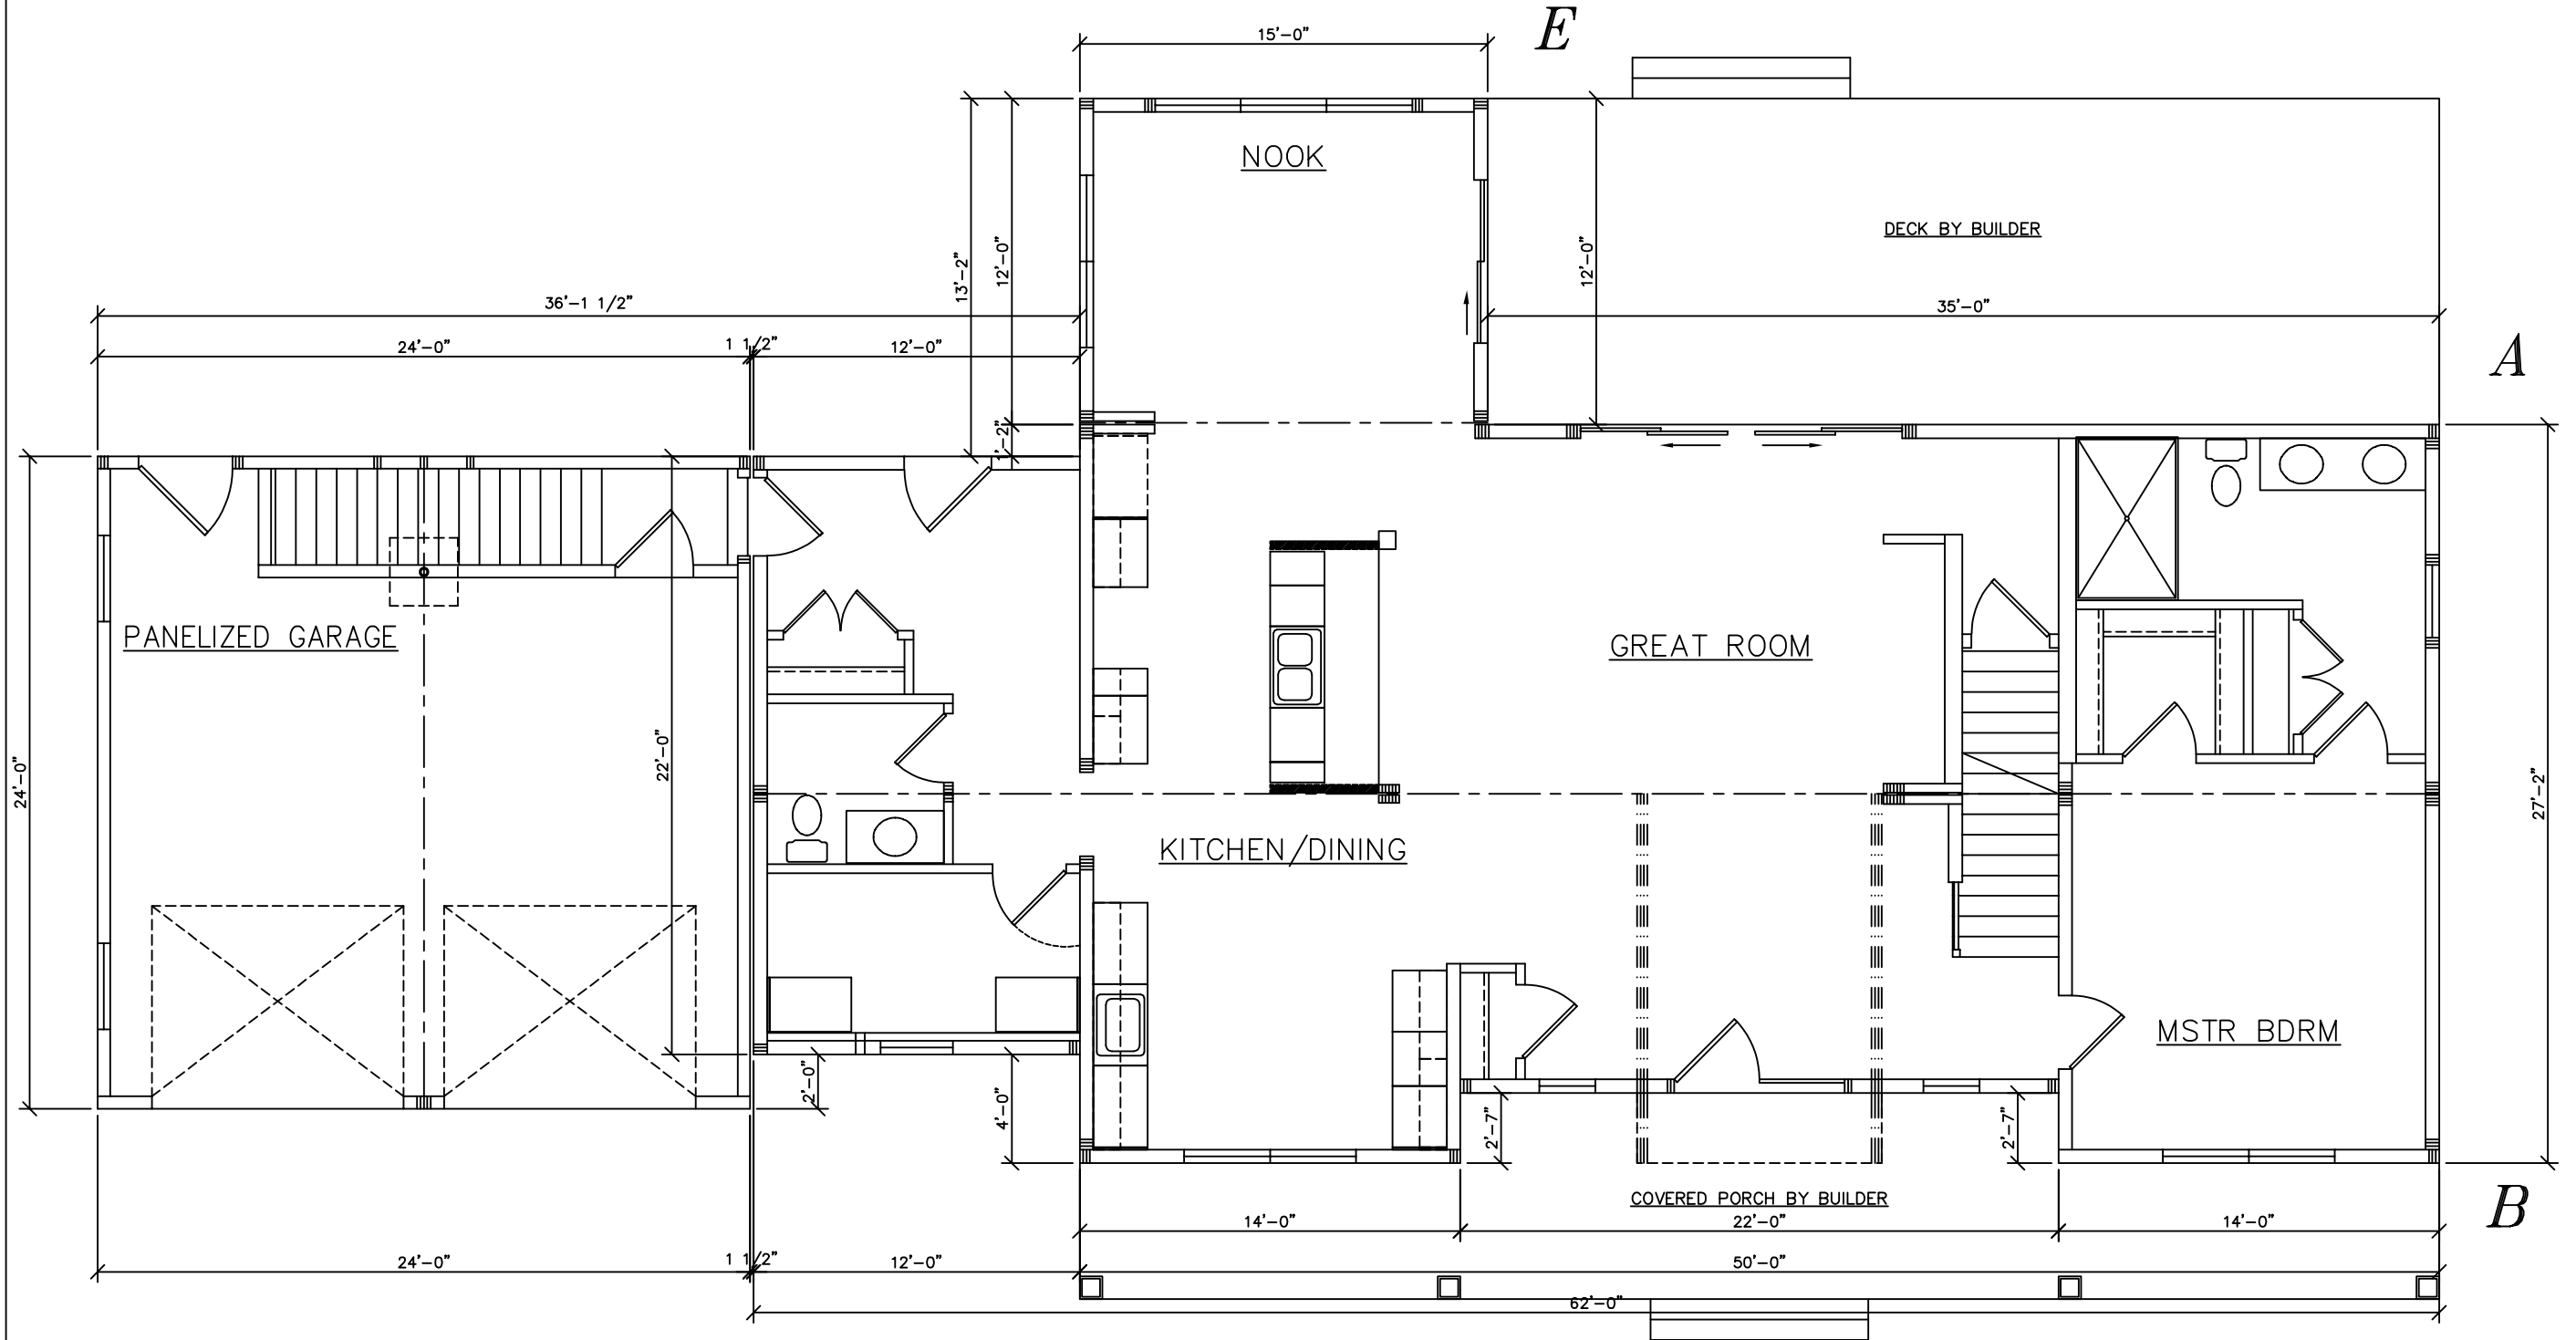 15'-0"
E
NOOK
DECK BY BUILDER
13'-2"
12'-0"
12'-0"
36'-1 1/2"
35'-0"
24'-0"
1 1/2"
12'-0"
A
1'-2"
PANELIZED GARAGE
GREAT ROOM
24'-0"
22'-0"
27'-2"
KITCHEN/DINING
MSTR BDRM
2'-0"
4'-0"
2'-7"
2'-7"
COVERED PORCH BY BUILDER
B
14'-0"
22'-0"
14'-0"
24'-0"
1 1/2"
12'-0"
50'-0"
62'-0"